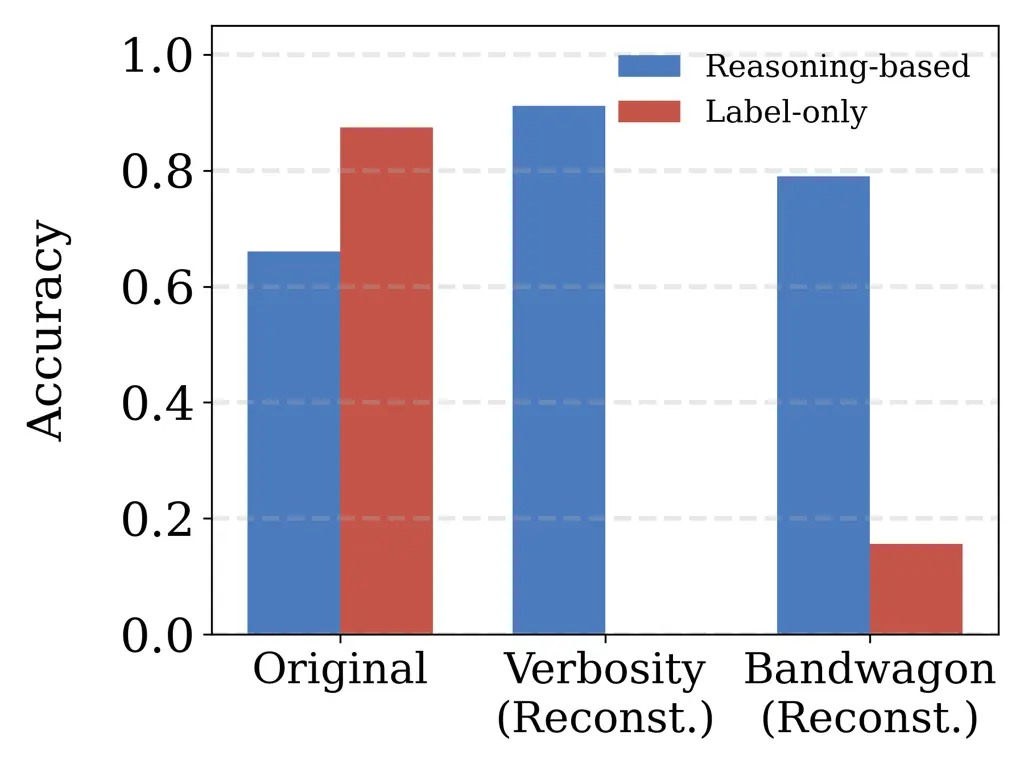 Reasoning-based
Label-only
Accuracy
1.0
0.8
0.6
0.4
0.2
0.0
Original
Verbosity
(Reconst.)
Bandwagon
(Reconst.)